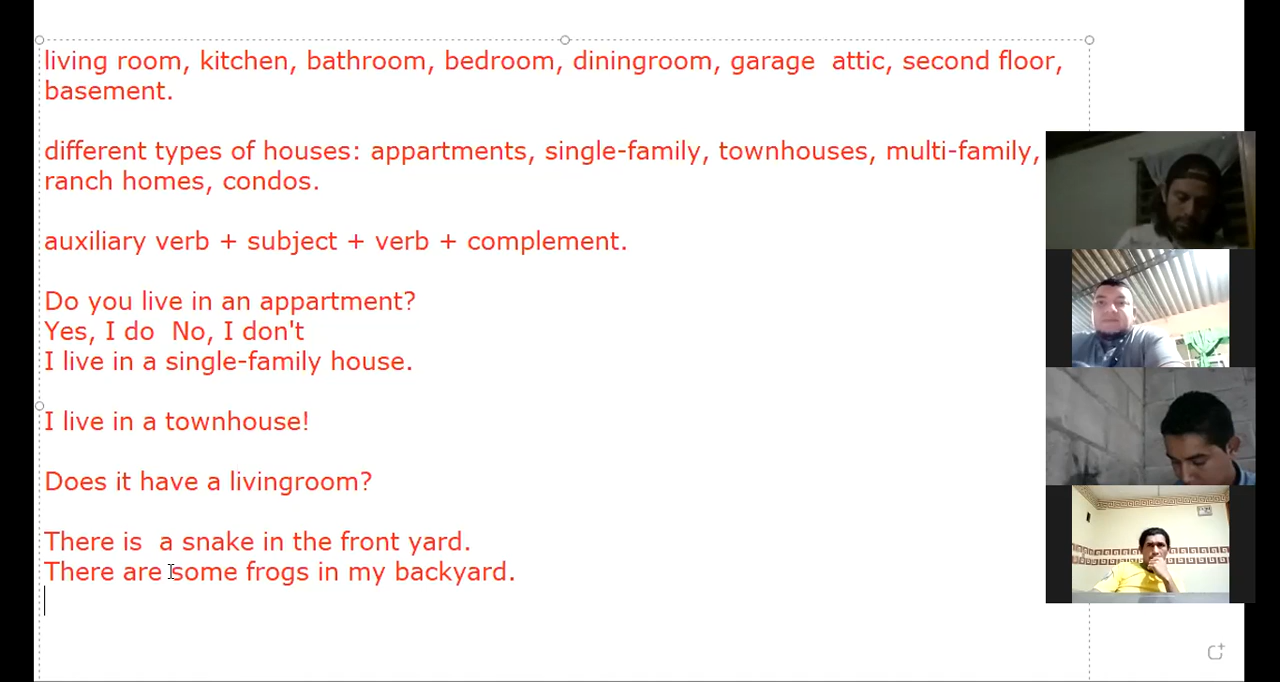 living room, kitchen, bathroom, bedroom, diningroom, garage  attic, second floor,
basement.
different types of houses: appartments, single-family, townhouses, multi-family,
ranch homes, condos.
auxiliary verb + subject + verb + complement.
Do you live in an appartment?
Yes, I do  No, I don't
I live in a single-family house.
I live in a townhouse!
Does it have a livingroom?
There is  a snake in the front yard.
There are some frogs in my backyard.